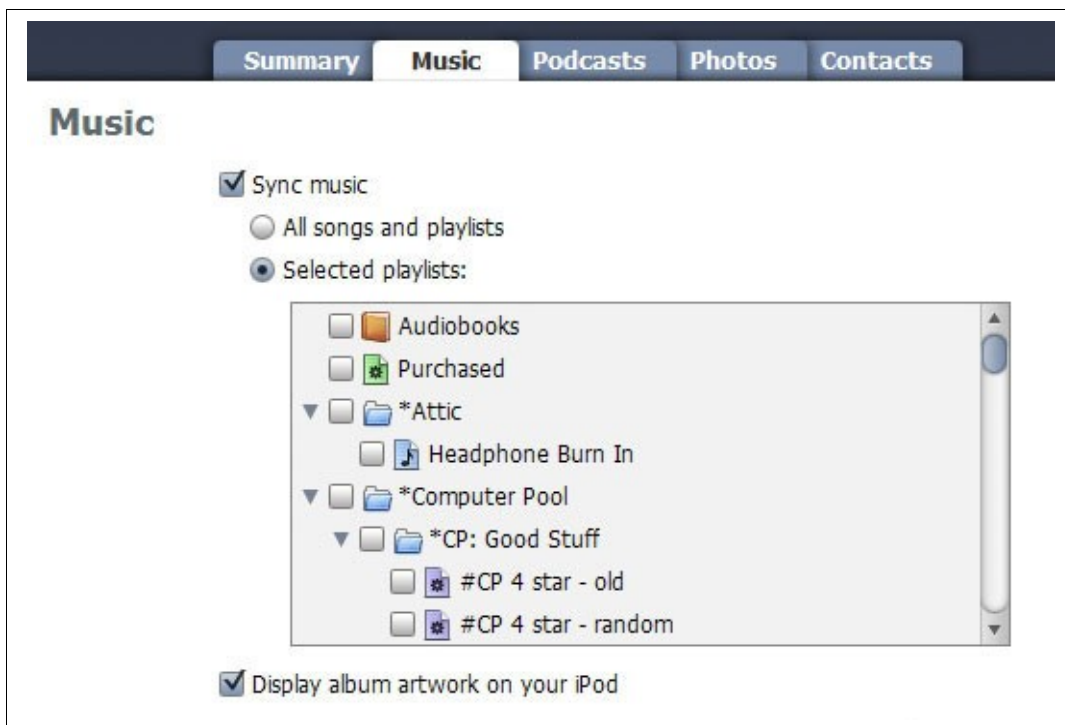 Summary Music Podcasts Photos Contacts
Music
Sync music
All songs and playlists
Selected playlists:
Audiobooks
Purchased
*Attic
Headphone Burn In
*Computer Pool
*CP: Good Stuff
#CP 4 star - old
#CP 4 star - random
Display album artwork on your iPod